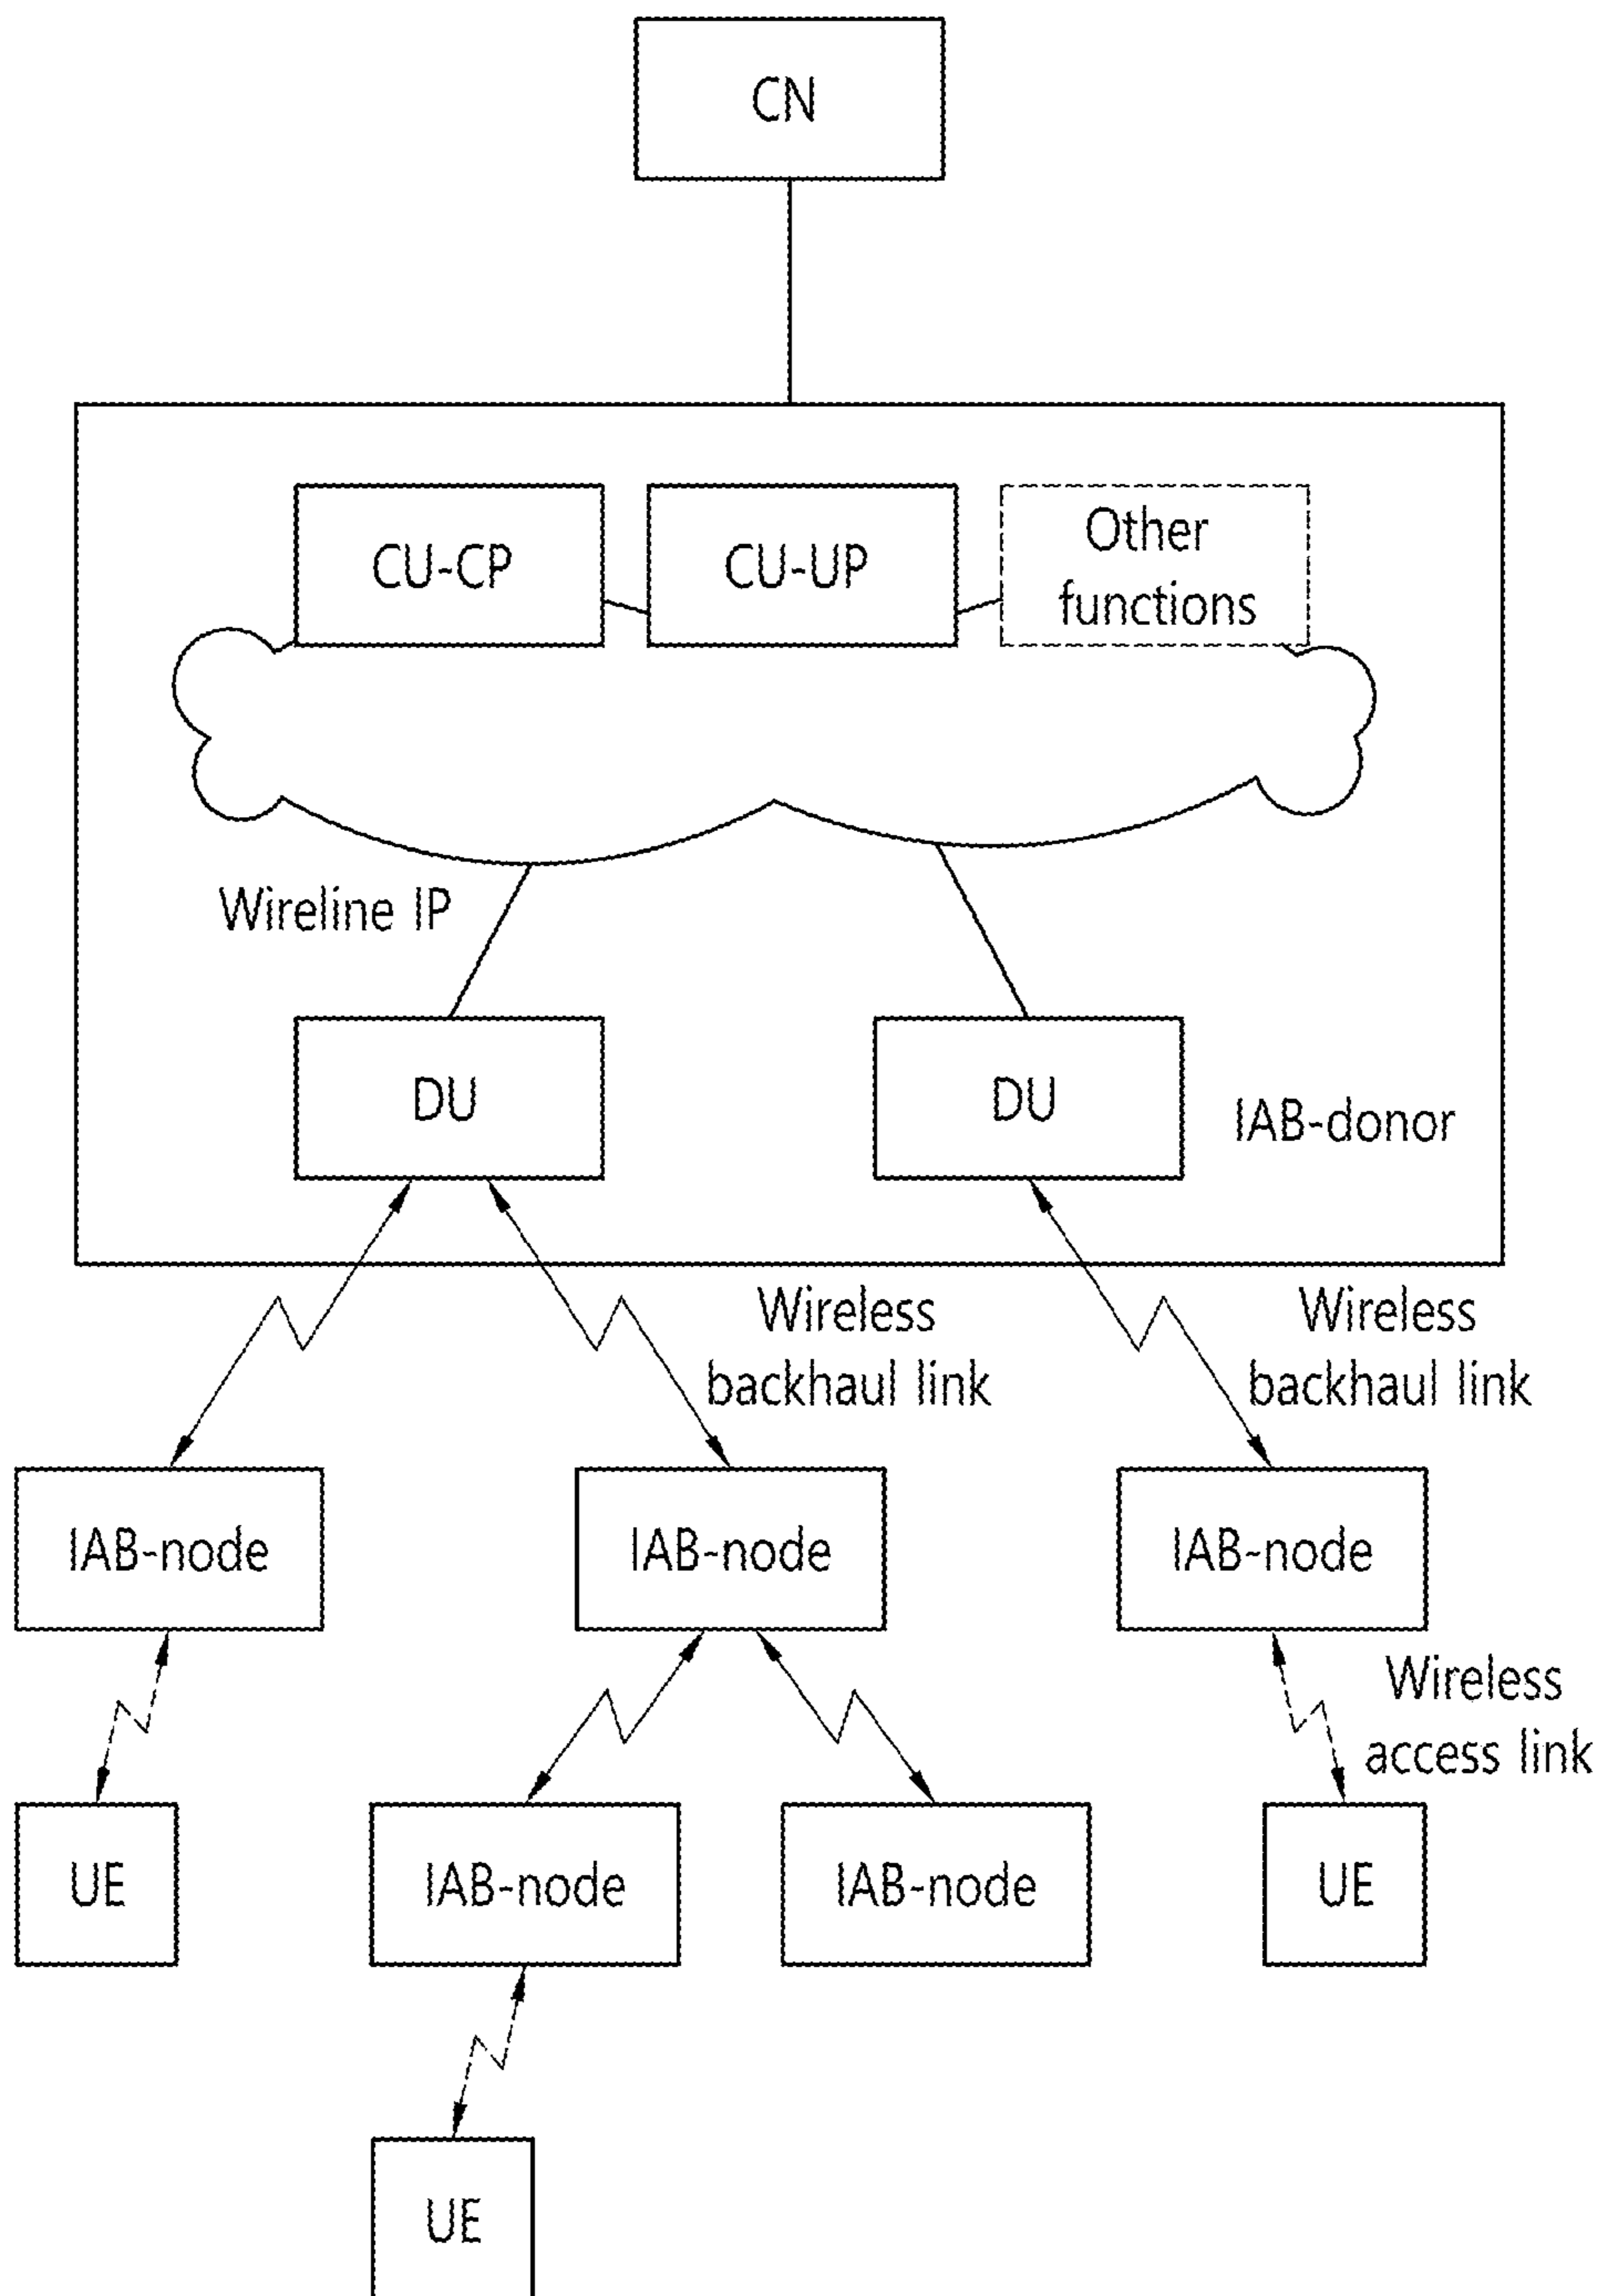 CN
CU-CP
CU-UP
Other
functions
Wireline IP
DU
DU
IAB-donor
Wireless
backhaul link
Wireless
backhaul link
IAB-node
IAB-node
IAB-node
Wireless
access link
UE
IAB-node
IAB-node
UE
UE